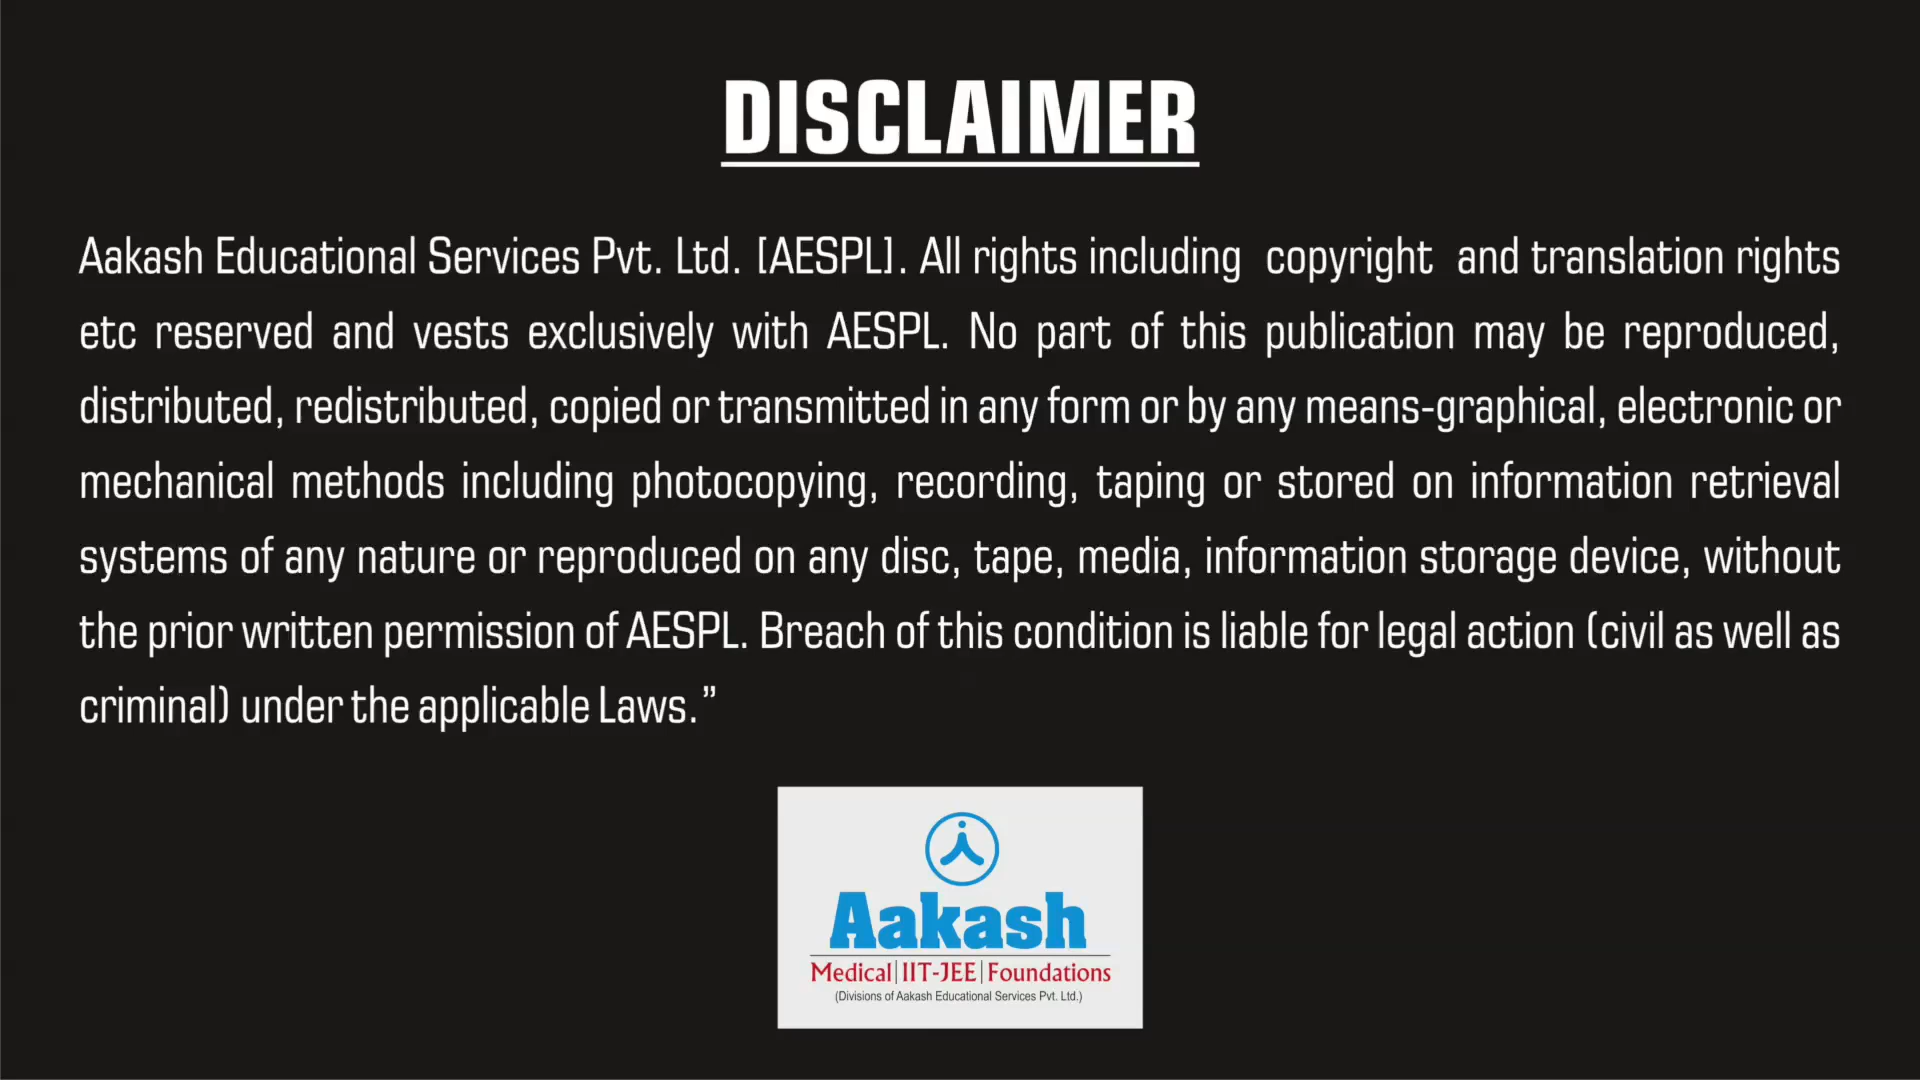 DISCLAIMER
Aakash Educational Services Pvt. Ltd. [AESPL]. All rights including copyright and translation rights
etc reserved and vests exclusively with AESPL. No part of this publication may be reproduced,
distributed, redistributed, copied or transmitted in any form or by any means-graphical, electronic or
mechanical methods including photocopying, recording, taping or stored on information retrieval
systems of any nature or reproduced on any disc, tape, media, information storage device, without
the prior written permission of AESPL. Breach of this condition is liable for legal action (civil as well as
criminal) under the applicable Laws.”
Aakash
Medical|IIT-JEE|Foundations
(Divisions of Aakash Educational Services Pvt. Ltd.)